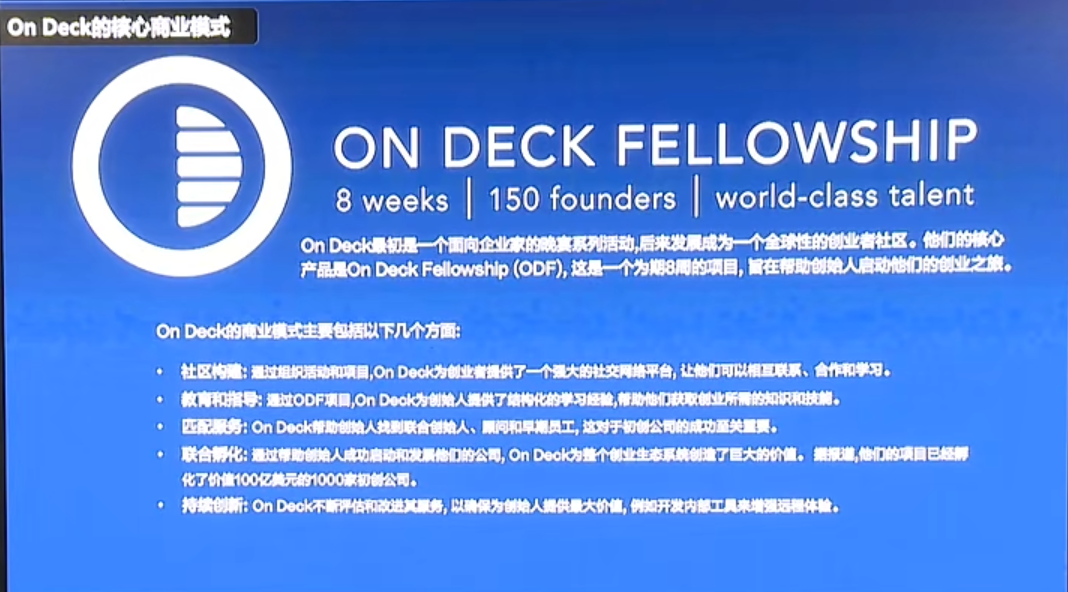 On Deck的核心商业模式
ON DECK FELLOWSHIP
8 weeks | 150 founders | world-class talent
On Deck最初是一个面向企业家的晚宴系列活动,后来发展成为一个全球性的创业者社区。他们的核心
产品是On Deck Fellowship (ODF), 这是一个为期8周的项目, 旨在帮助创始人启动他们的创业之旅。
On Deck的商业模式主要包括以下几个方面:
• 社区构建: 通过组织活动和项目,On Deck为创业者提供了一个强大的社交网络平台, 让他们可以相互联系、合作和学习。
• 教育和指导: 通过ODF项目,On Deck为创始人提供了结构化的学习经验,帮助他们获取创业所需的知识和技能。
• 匹配服务: On Deck帮助创始人找到联合创始人、顾问和早期员工, 这对于初创公司的成功至关重要。
• 联合孵化: 通过帮助创始人成功启动和发展他们的公司, On Deck为整个创业生态系统创造了巨大的价值。 据报道,他们的项目已经孵
化了价值100亿美元的1000家初创公司。
• 持续创新: On Deck不断评估和改进其服务, 以确保为创始人提供最大价值, 例如开发内部工具来增强远程体验。